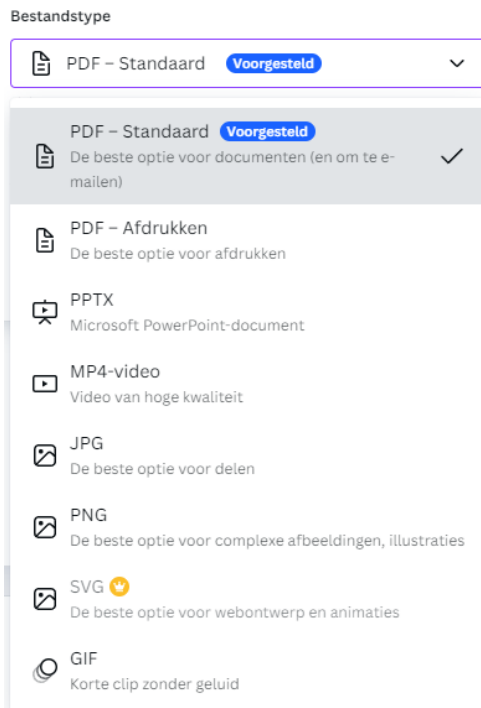 Bestandstype
PDF – Standaard Voorgesteld
PDF – Standaard Voorgesteld
De beste optie voor documenten (en om te e-
mailen)
PDF – Afdrukken
De beste optie voor afdrukken
PPTX
Microsoft PowerPoint-document
MP4-video
Video van hoge kwaliteit
JPG
De beste optie voor delen
PNG
De beste optie voor complexe afbeeldingen, illustraties
SVG
De beste optie voor webontwerp en animaties
GIF
Korte clip zonder geluid